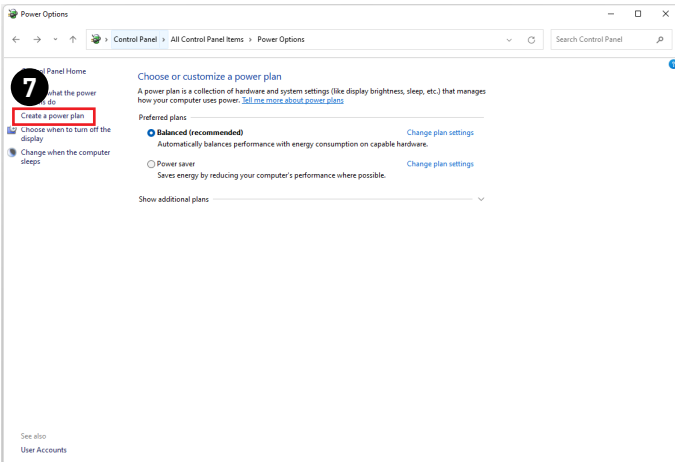 Power Options
Control Panel > All Control Panel Items > Power Options
Search Control Panel
Panel Home
7
what the power
do
Create a power plan
Choose when to turn off the
display
Change when the computer
sleeps
Choose or customize a power plan
A power plan is a collection of hardware and system settings (like display brightness, sleep, etc.) that manages
how your computer uses power. Tell me more about power plans
Preferred plans
Balanced (recommended) Change plan settings
Automatically balances performance with energy consumption on capable hardware.
Power saver Change plan settings
Saves energy by reducing your computer's performance where possible.
Show additional plans
See also
User Accounts